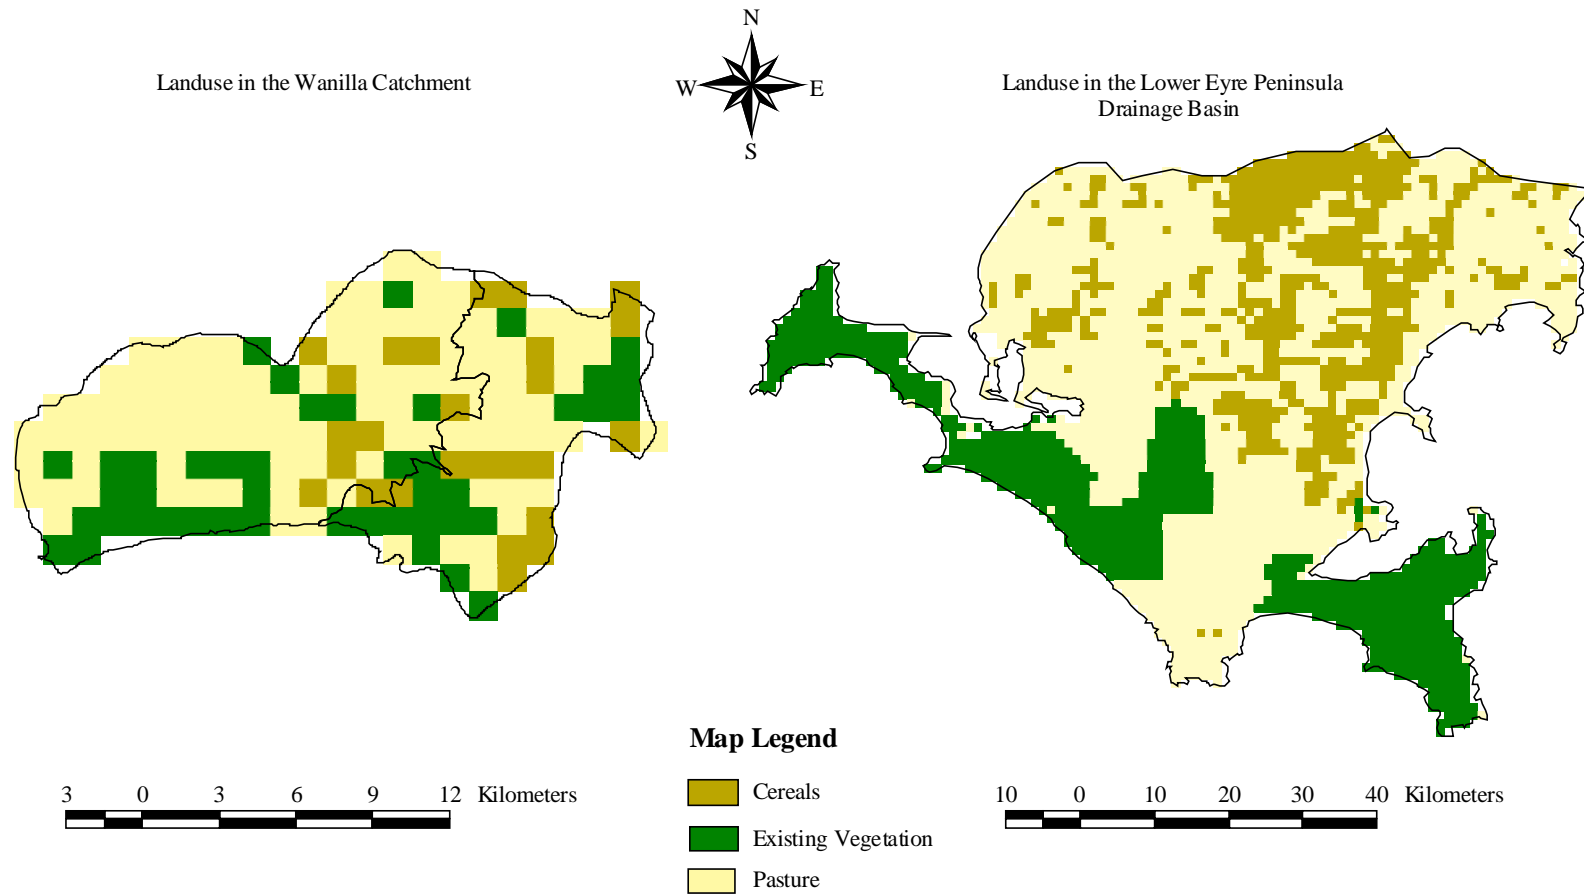 N
Landuse in the Wanilla Catchment
W
E
Landuse in the Lower Eyre Peninsula
Drainage Basin
S
Map Legend
3 0 3 6 9 12 Kilometers
Cereals
10 0 10 20 30 40 Kilometers
Existing Vegetation
Pasture